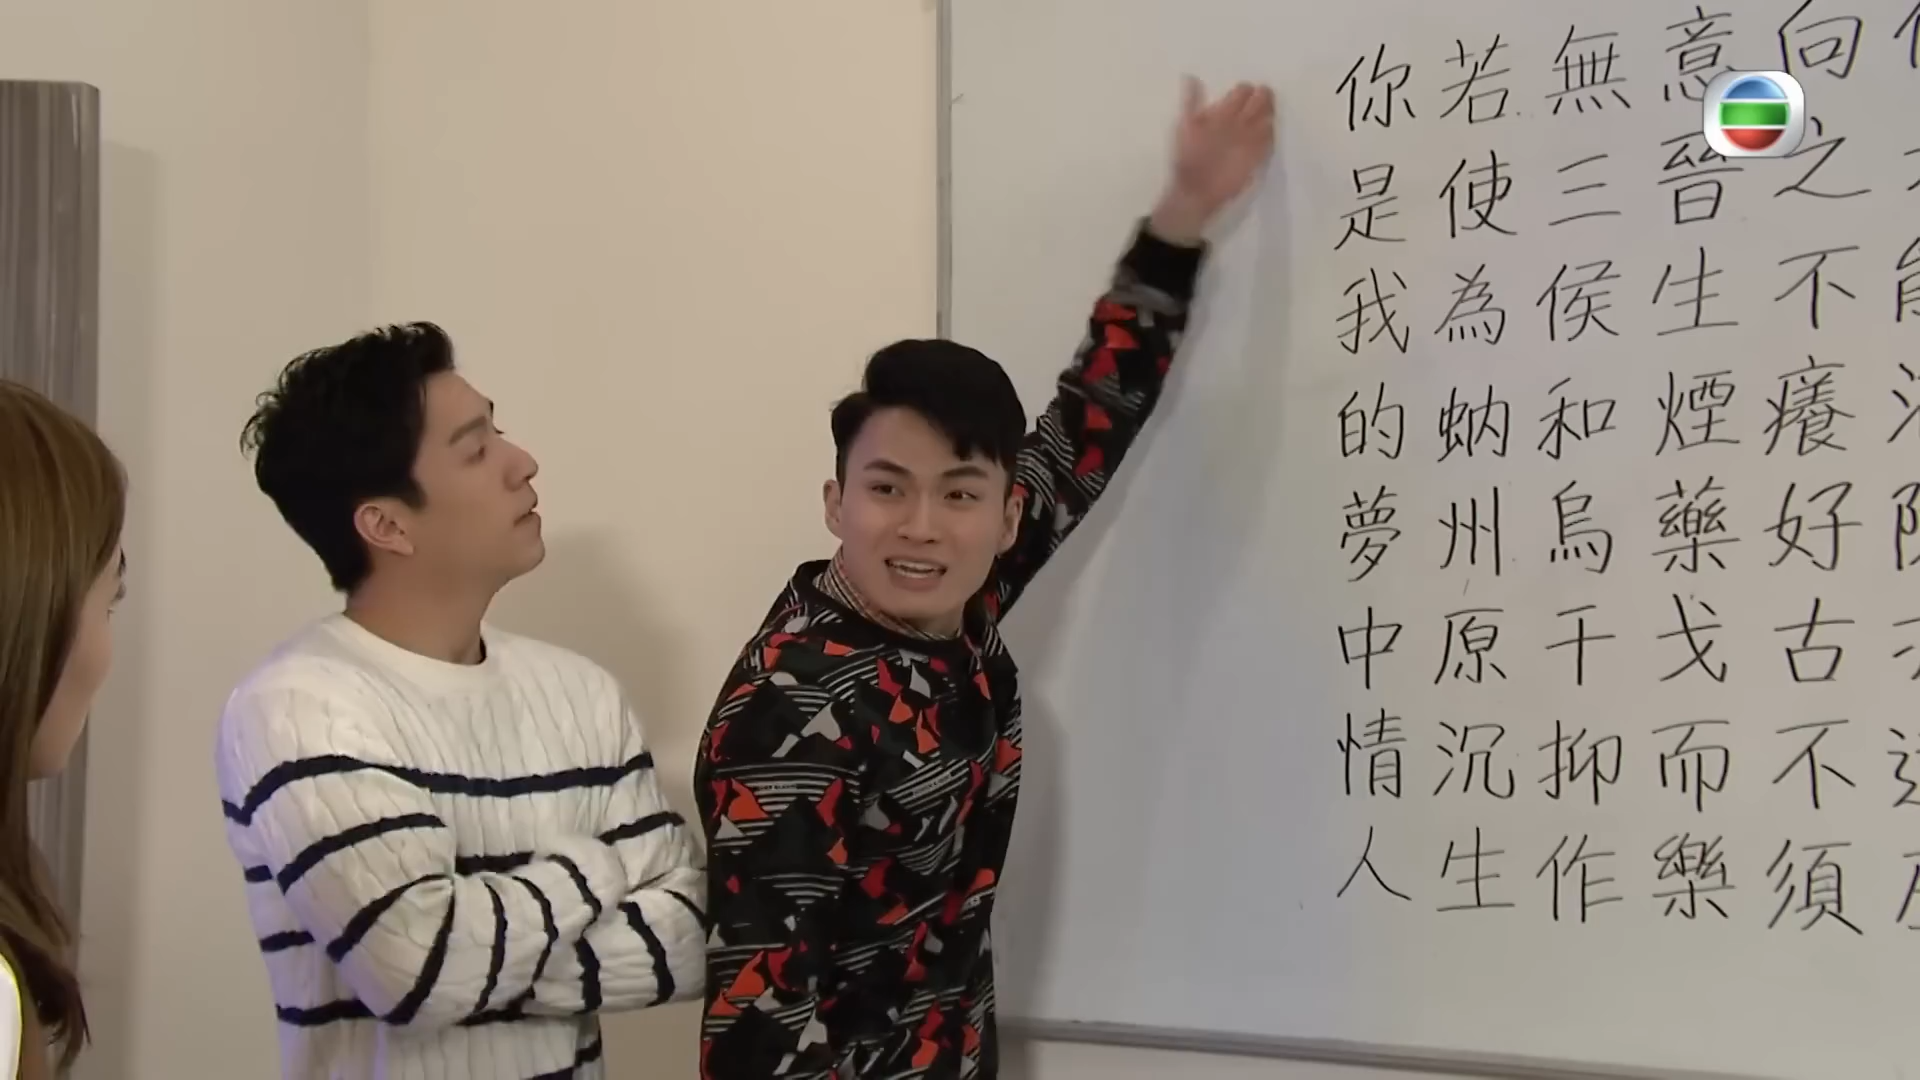 向之不癢好古不須
意晉生煙藥戈而樂
無三侯和烏干抑作
若使為蚋州原沉生
你是我的夢中情人